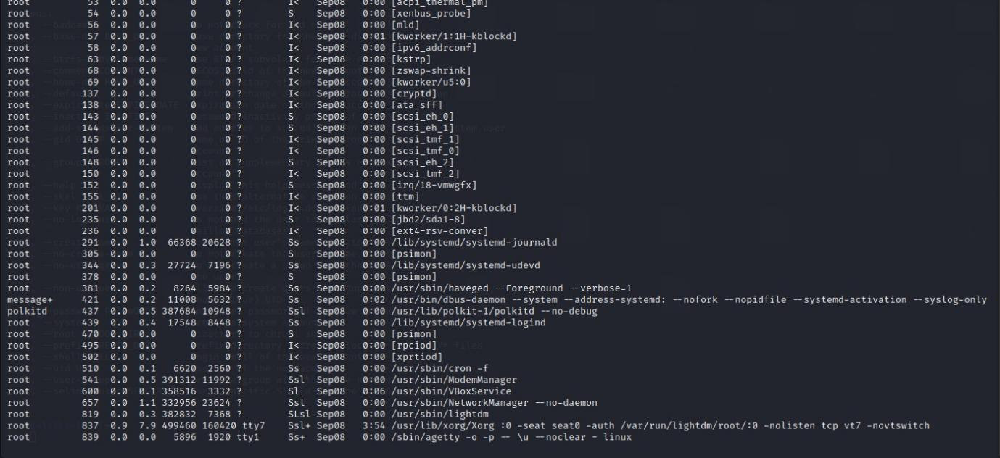 root 53 0.0 0.0 0 0 ? I< Sep08 0:00 [acpi_thermal_pm]
root 54 0.0 0.0 0 0 ? S Sep08 0:00 [xenbus_probe]
root 56 0.0 0.0 0 0 ? I< Sep08 0:00 [mld]
root 57 0.0 0.0 0 0 ? I< Sep08 0:01 [kworker/1:1H-kblockd]
root 58 0.0 0.0 0 0 ? I< Sep08 0:00 [ipv6_addrconf]
root 63 0.0 0.0 0 0 ? I< Sep08 0:00 [kstrp]
root 68 0.0 0.0 0 0 ? I< Sep08 0:00 [zswap-shrink]
root 69 0.0 0.0 0 0 ? I< Sep08 0:00 [kworker/u5:0]
root 137 0.0 0.0 0 0 ? I< Sep08 0:00 [cryptd]
root 138 0.0 0.0 0 0 ? I< Sep08 0:00 [ata_sff]
root 143 0.0 0.0 0 0 ? S Sep08 0:00 [scsi_eh_0]
root 144 0.0 0.0 0 0 ? S Sep08 0:00 [scsi_eh_1]
root 145 0.0 0.0 0 0 ? I< Sep08 0:00 [scsi_tmf_1]
root 146 0.0 0.0 0 0 ? I< Sep08 0:00 [scsi_tmf_0]
root 148 0.0 0.0 0 0 ? S Sep08 0:00 [scsi_eh_2]
root 150 0.0 0.0 0 0 ? I< Sep08 0:00 [scsi_tmf_2]
root 152 0.0 0.0 0 0 ? S Sep08 0:00 [irq/18-vmwgfx]
root 155 0.0 0.0 0 0 ? I< Sep08 0:00 [ttm]
root 201 0.0 0.0 0 0 ? I< Sep08 0:01 [kworker/0:2H-kblockd]
root 235 0.0 0.0 0 0 ? S Sep08 0:00 [jbd2/sda1-8]
root 236 0.0 0.0 0 0 ? I< Sep08 0:00 [ext4-rsv-conver]
root 291 0.0 1.0 66368 20628 ? Ss Sep08 0:00 /lib/systemd/systemd-journald
root 305 0.0 0.0 0 0 ? S Sep08 0:00 [psimon]
root 344 0.0 0.3 27724 7196 ? Ss Sep08 0:00 /lib/systemd/systemd-udevd
root 378 0.0 0.0 0 0 ? S Sep08 0:00 [psimon]
root 381 0.0 0.2 8264 5984 ? Ss Sep08 0:00 /usr/sbin/haveged --Foreground --verbose=1
message+ 421 0.0 0.2 11008 5632 ? Ss Sep08 0:02 /usr/bin/dbus-daemon --system --address=systemd: --nofork --nopidfile --systemd-activation --syslog-only
polkitd 437 0.0 0.5 387684 10948 ? Ssl Sep08 0:00 /usr/lib/polkit-1/polkitd --no-debug
root 439 0.0 0.4 17548 8448 ? Ss Sep08 0:00 /lib/systemd/systemd-logind
root 470 0.0 0.0 0 0 ? S Sep08 0:00 [psimon]
root 495 0.0 0.0 0 0 ? I< Sep08 0:00 [rpciod]
root 502 0.0 0.0 0 0 ? I< Sep08 0:00 [xprtiod]
root 510 0.0 0.1 6620 2560 ? Ss Sep08 0:00 /usr/sbin/cron -f
root 541 0.0 0.5 391312 11992 ? Ssl Sep08 0:00 /usr/sbin/ModemManager
root 600 0.0 0.1 358516 3332 ? Sl Sep08 0:06 /usr/sbin/VBoxService
root 657 0.0 1.1 332956 23624 ? Ssl Sep08 0:00 /usr/sbin/NetworkManager --no-daemon
root 819 0.0 0.3 382832 7368 ? SLsl Sep08 0:00 /usr/sbin/lightdm
root 837 0.9 7.9 499460 160420 tty7 Ssl+ Sep08 3:54 /usr/lib/xorg/Xorg :0 -seat seat0 -auth /var/run/lightdm/root/:0 -nolisten tcp vt7 -novtswitch
root 839 0.0 0.0 5896 1920 tty1 Ss+ Sep08 0:00 /sbin/agetty -o -p -- \u --noclear - linux